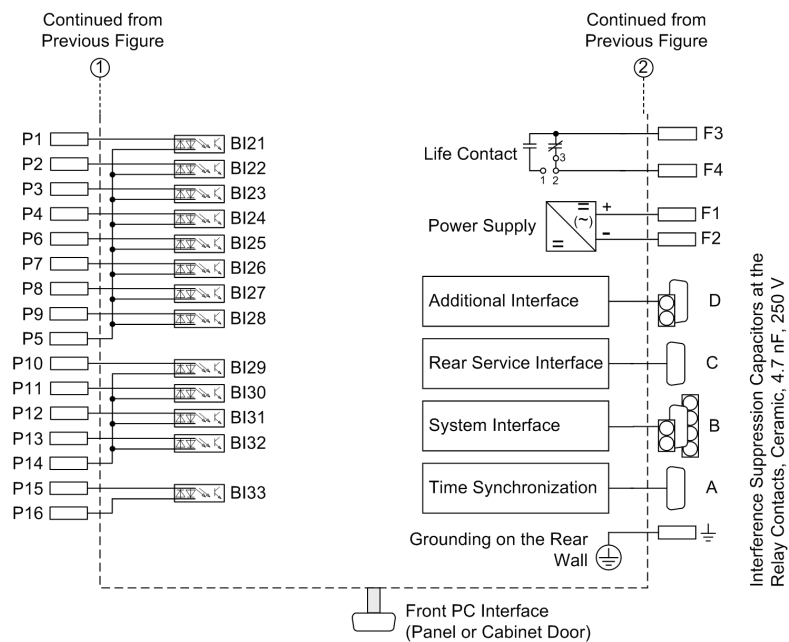 Continued from
Previous Figure
1
Continued from
Previous Figure
2
P1
BI21
P2
BI22
P3
BI23
P4
BI24
P6
BI25
P7
BI26
P8
BI27
P9
BI28
P5
P10
BI29
P11
BI30
P12
BI31
P13
BI32
P14
P15
BI33
P16
Life Contact
1 2
3
F3
F4
Power Supply
=
(~)
=
+
-
F1
F2
Additional Interface
D
Rear Service Interface
C
System Interface
B
Time Synchronization
A
Grounding on the Rear
Wall
Front PC Interface
(Panel or Cabinet Door)
Interference Suppression Capacitors at the
Relay Contacts, Ceramic, 4.7 nF, 250 V